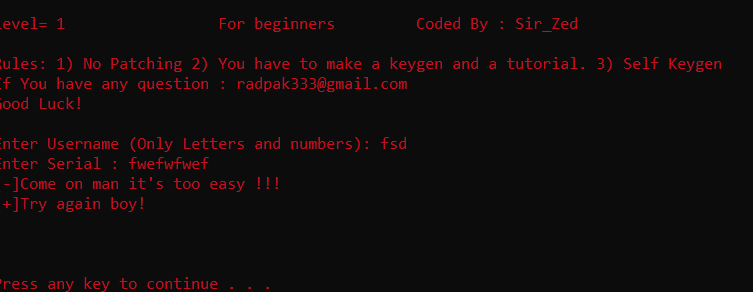 Level= 1 For beginners Coded By : Sir_Zed
Rules: 1) No Patching 2) You have to make a keygen and a tutorial. 3) Self Keygen
If You have any question : radpak333@gmail.com
Good Luck!
Enter Username (Only Letters and numbers): fsd
Enter Serial : fwefwfwef
-]Come on man it's too easy !!!
+]Try again boy!
Press any key to continue . . .